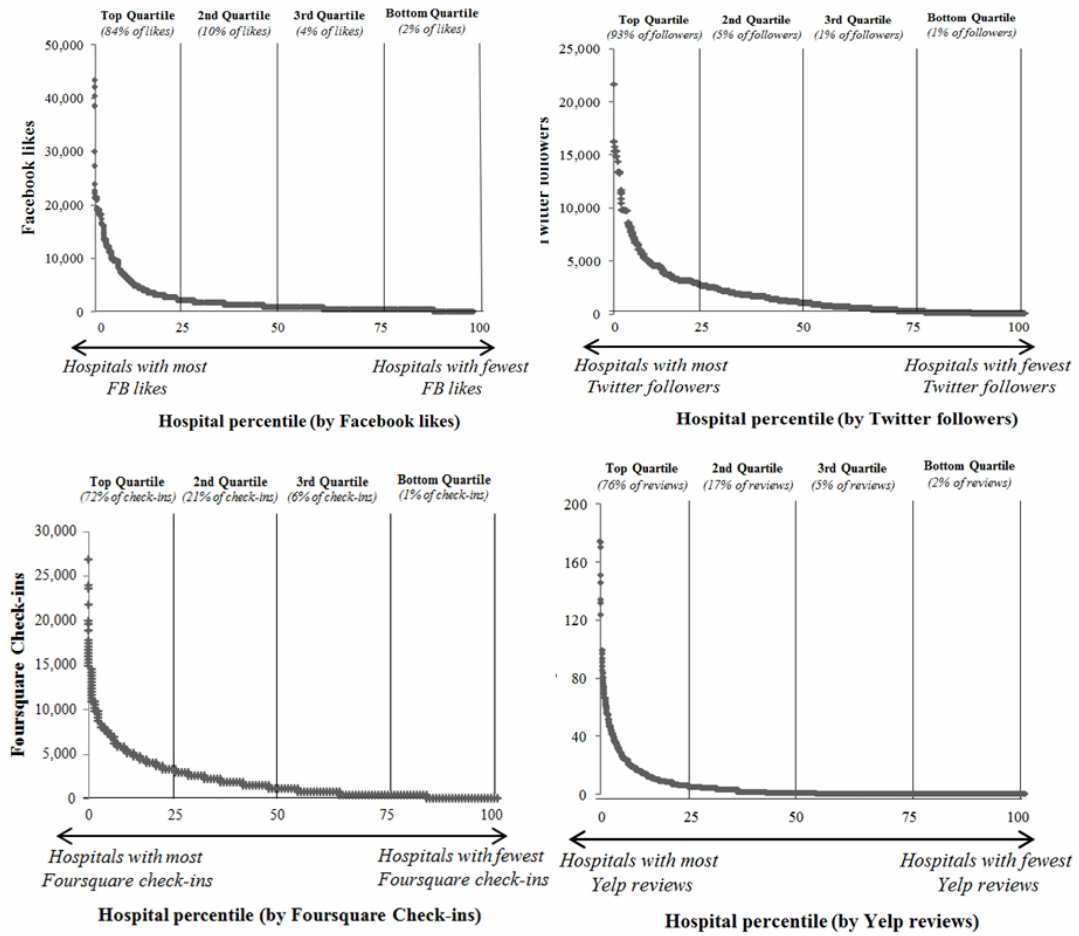 Top Quartile 2nd Quartile 3rd Quartile Bottom Quartile
(84% of likes) (10% of likes) (4% of likes) (2% of likes)
50,000
40,000
30,000
20,000
10,000
0
Facebook likes
0 25 50 75 100
Hospitals with most Hospitals with fewest
FB likes FB likes
Hospital percentile (by Facebook likes)
Top Quartile 2nd Quartile 3rd Quartile Bottom Quartile
(93% of followers) (5% of followers) (1% of followers) (1% of followers)
25,000
20,000
15,000
10,000
5,000
0
Twitter followers
0 25 50 75 100
Hospitals with most Hospitals with fewest
Twitter followers Twitter followers
Hospital percentile (by Twitter followers)
Top Quartile 2nd Quartile 3rd Quartile Bottom Quartile
(72% of check-ins) (21% of check-ins) (6% of check-ins) (1% of check-ins)
30,000
25,000
20,000
15,000
10,000
5,000
0
Foursquare Check-ins
0 25 50 75 100
Hospitals with most Hospitals with fewest
Foursquare check-ins Foursquare check-ins
Hospital percentile (by Foursquare Check-ins)
Top Quartile 2nd Quartile 3rd Quartile Bottom Quartile
(76% of reviews) (17% of reviews) (5% of reviews) (2% of reviews)
200
160
120
80
40
0
0 25 50 75 100
Hospitals with most Hospitals with fewest
Yelp reviews Yelp reviews
Hospital percentile (by Yelp reviews)